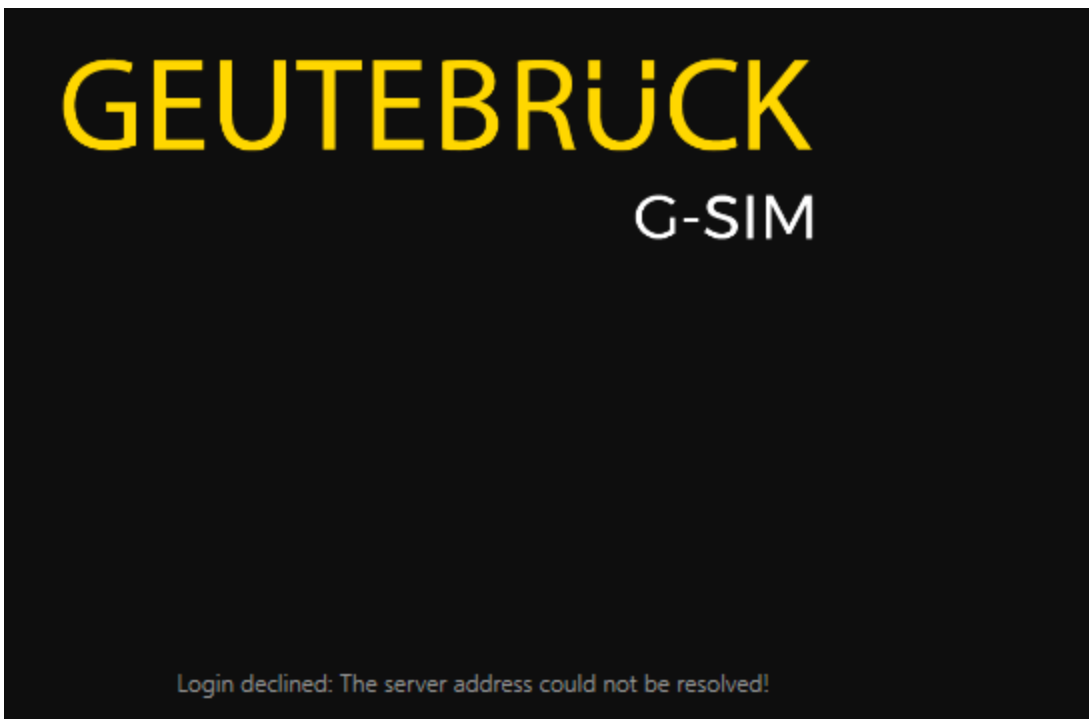 GEUTEBRÜCK
G-SIM
Login declined: The server address could not be resolved!